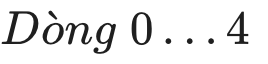 Dòng 0 . . . 4